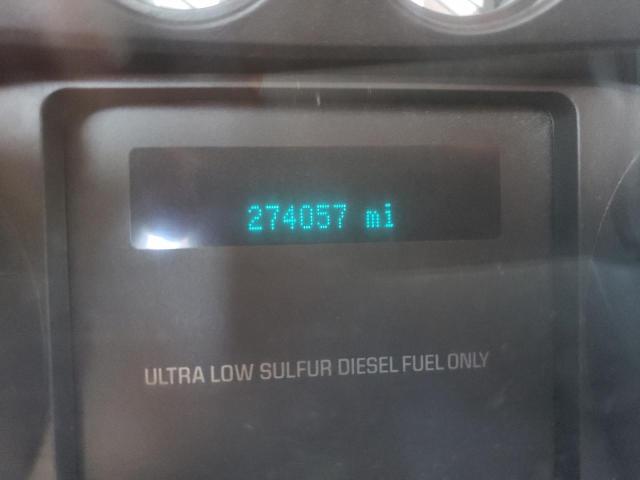 274057 mi
ULTRA LOW SULFUR DIESEL FUEL ONLY